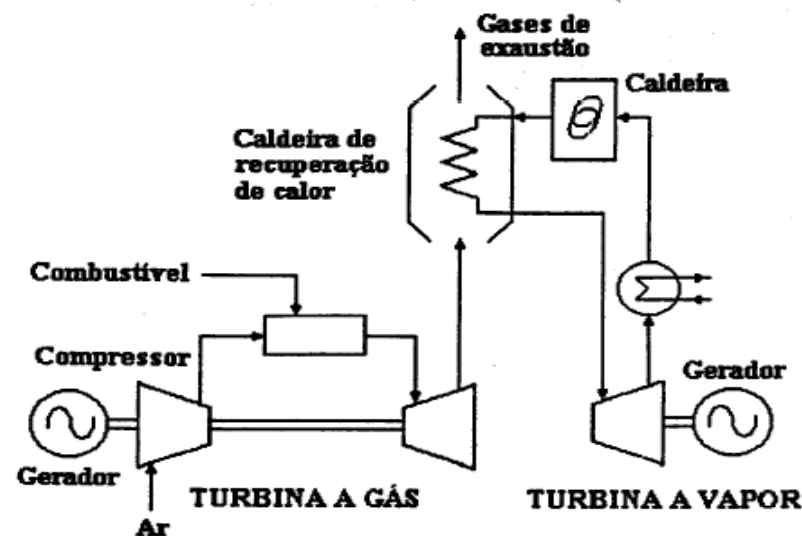 Gases de
exaustão
Caldeira
Caldeira de
recuperação
de calor
Combustível
Compressor
Gerador
Gerador
TURBINA A GÁS
TURBINA A VAPOR
Ar